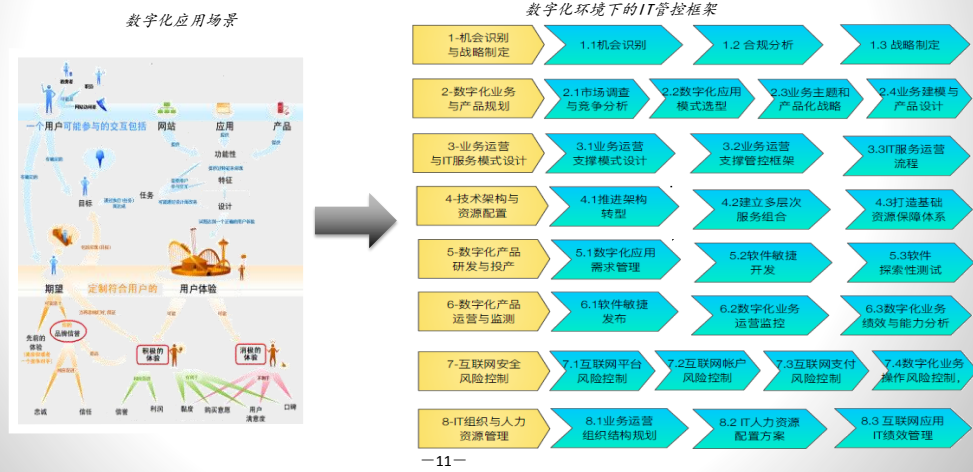 数字化应用场景
一个用户可能参与的交互包括
网站
应用
产品
功能性
特征
任务
设计
目标
期望
定制符合用户的
用户体验
品牌信誉
先前的
体验
积极的
体验
消极的
体验
忠诚
信任
信誉
利润
黏度
购买意愿
用户
满意度
口碑
数字化环境下的IT管控框架
1-机会识别
与战略制定
1.1机会识别
1.2 合规分析
1.3 战略制定
2-数字化业务
与产品规划
2.1市场调查
与竞争分析
2.2数字化应用
模式选型
2.3业务主题和
产品化战略
2.4业务建模与
产品设计
3-业务运营
与IT服务模式设计
3.1业务运营
支撑模式设计
3.2业务运营
支撑管控框架
3.3IT服务运营
流程
4-技术架构与
资源配置
4.1推进架构
转型
4.2建立多层次
服务组合
4.3打造基础
资源保障体系
5-数字化产品
研发与投产
5.1数字化应用
需求管理
5.2软件敏捷
开发
5.3软件
探索性测试
6-数字化产品
运营与监测
6.1软件敏捷
发布
6.2数字化业务
运营监控
6.3数字化业务
绩效与能力分析
7-互联网安全
风险控制
7.1互联网平台
风险控制
7.2互联网帐户
风险控制
7.3互联网支付
风险控制
7.4数字化业务
操作风险控制,
8-IT组织与人力
资源管理
8.1业务运营
组织结构规划
8.2 IT人力资源
配置方案
8.3 互联网应用
IT绩效管理
—11—